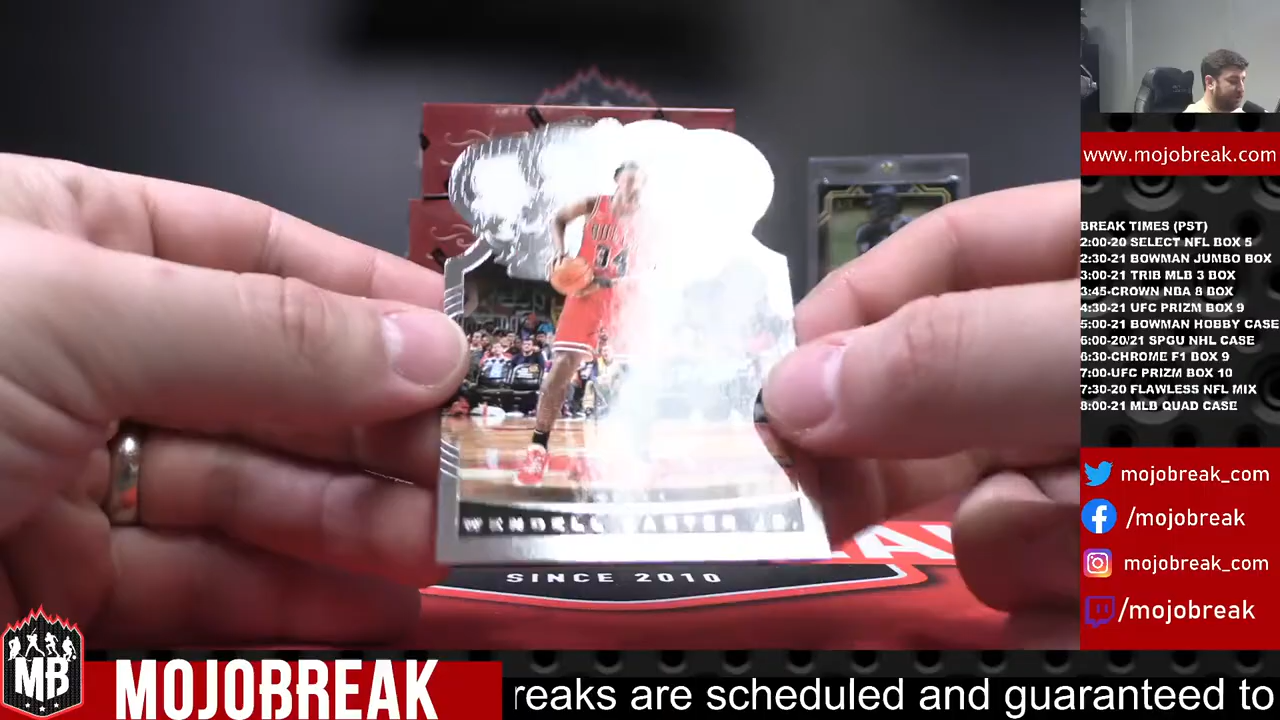 34
WENDELL CARTER JR.
SINCE 2010
www.mojobreak.com
BREAK TIMES (PST)
2:00-20 SELECT NFL BOX 5
2:30-21 BOWMAN JUMBO BOX
3:00-21 TRIB MLB 3 BOX
3:45-CROWN NBA 8 BOX
4:30-21 UFC PRIZM BOX 9
5:00-21 BOWMAN HOBBY CASE
6:00-20/21 SPGU NHL CASE
6:30-CHROME F1 BOX 9
7:00-UFC PRIZM BOX 10
7:30-20 FLAWLESS NFL MIX
8:00-21 MLB QUAD CASE
mojobreak_com
/mojobreak
mojobreak_com
/mojobreak
MB
MOJOBREAK
reaks are scheduled and guaranteed to